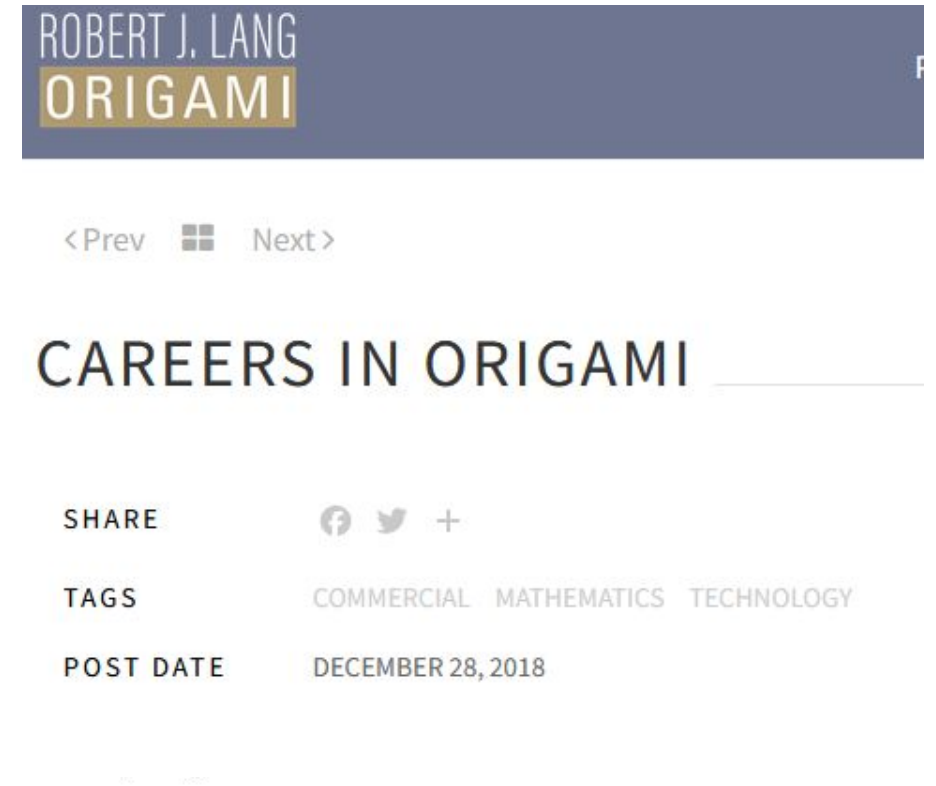 ROBERT J. LANG
ORIGAMI
< Prev Next >
CAREERS IN ORIGAMI
SHARE
TAGS COMMERCIAL MATHEMATICS TECHNOLOGY
POST DATE DECEMBER 28, 2018